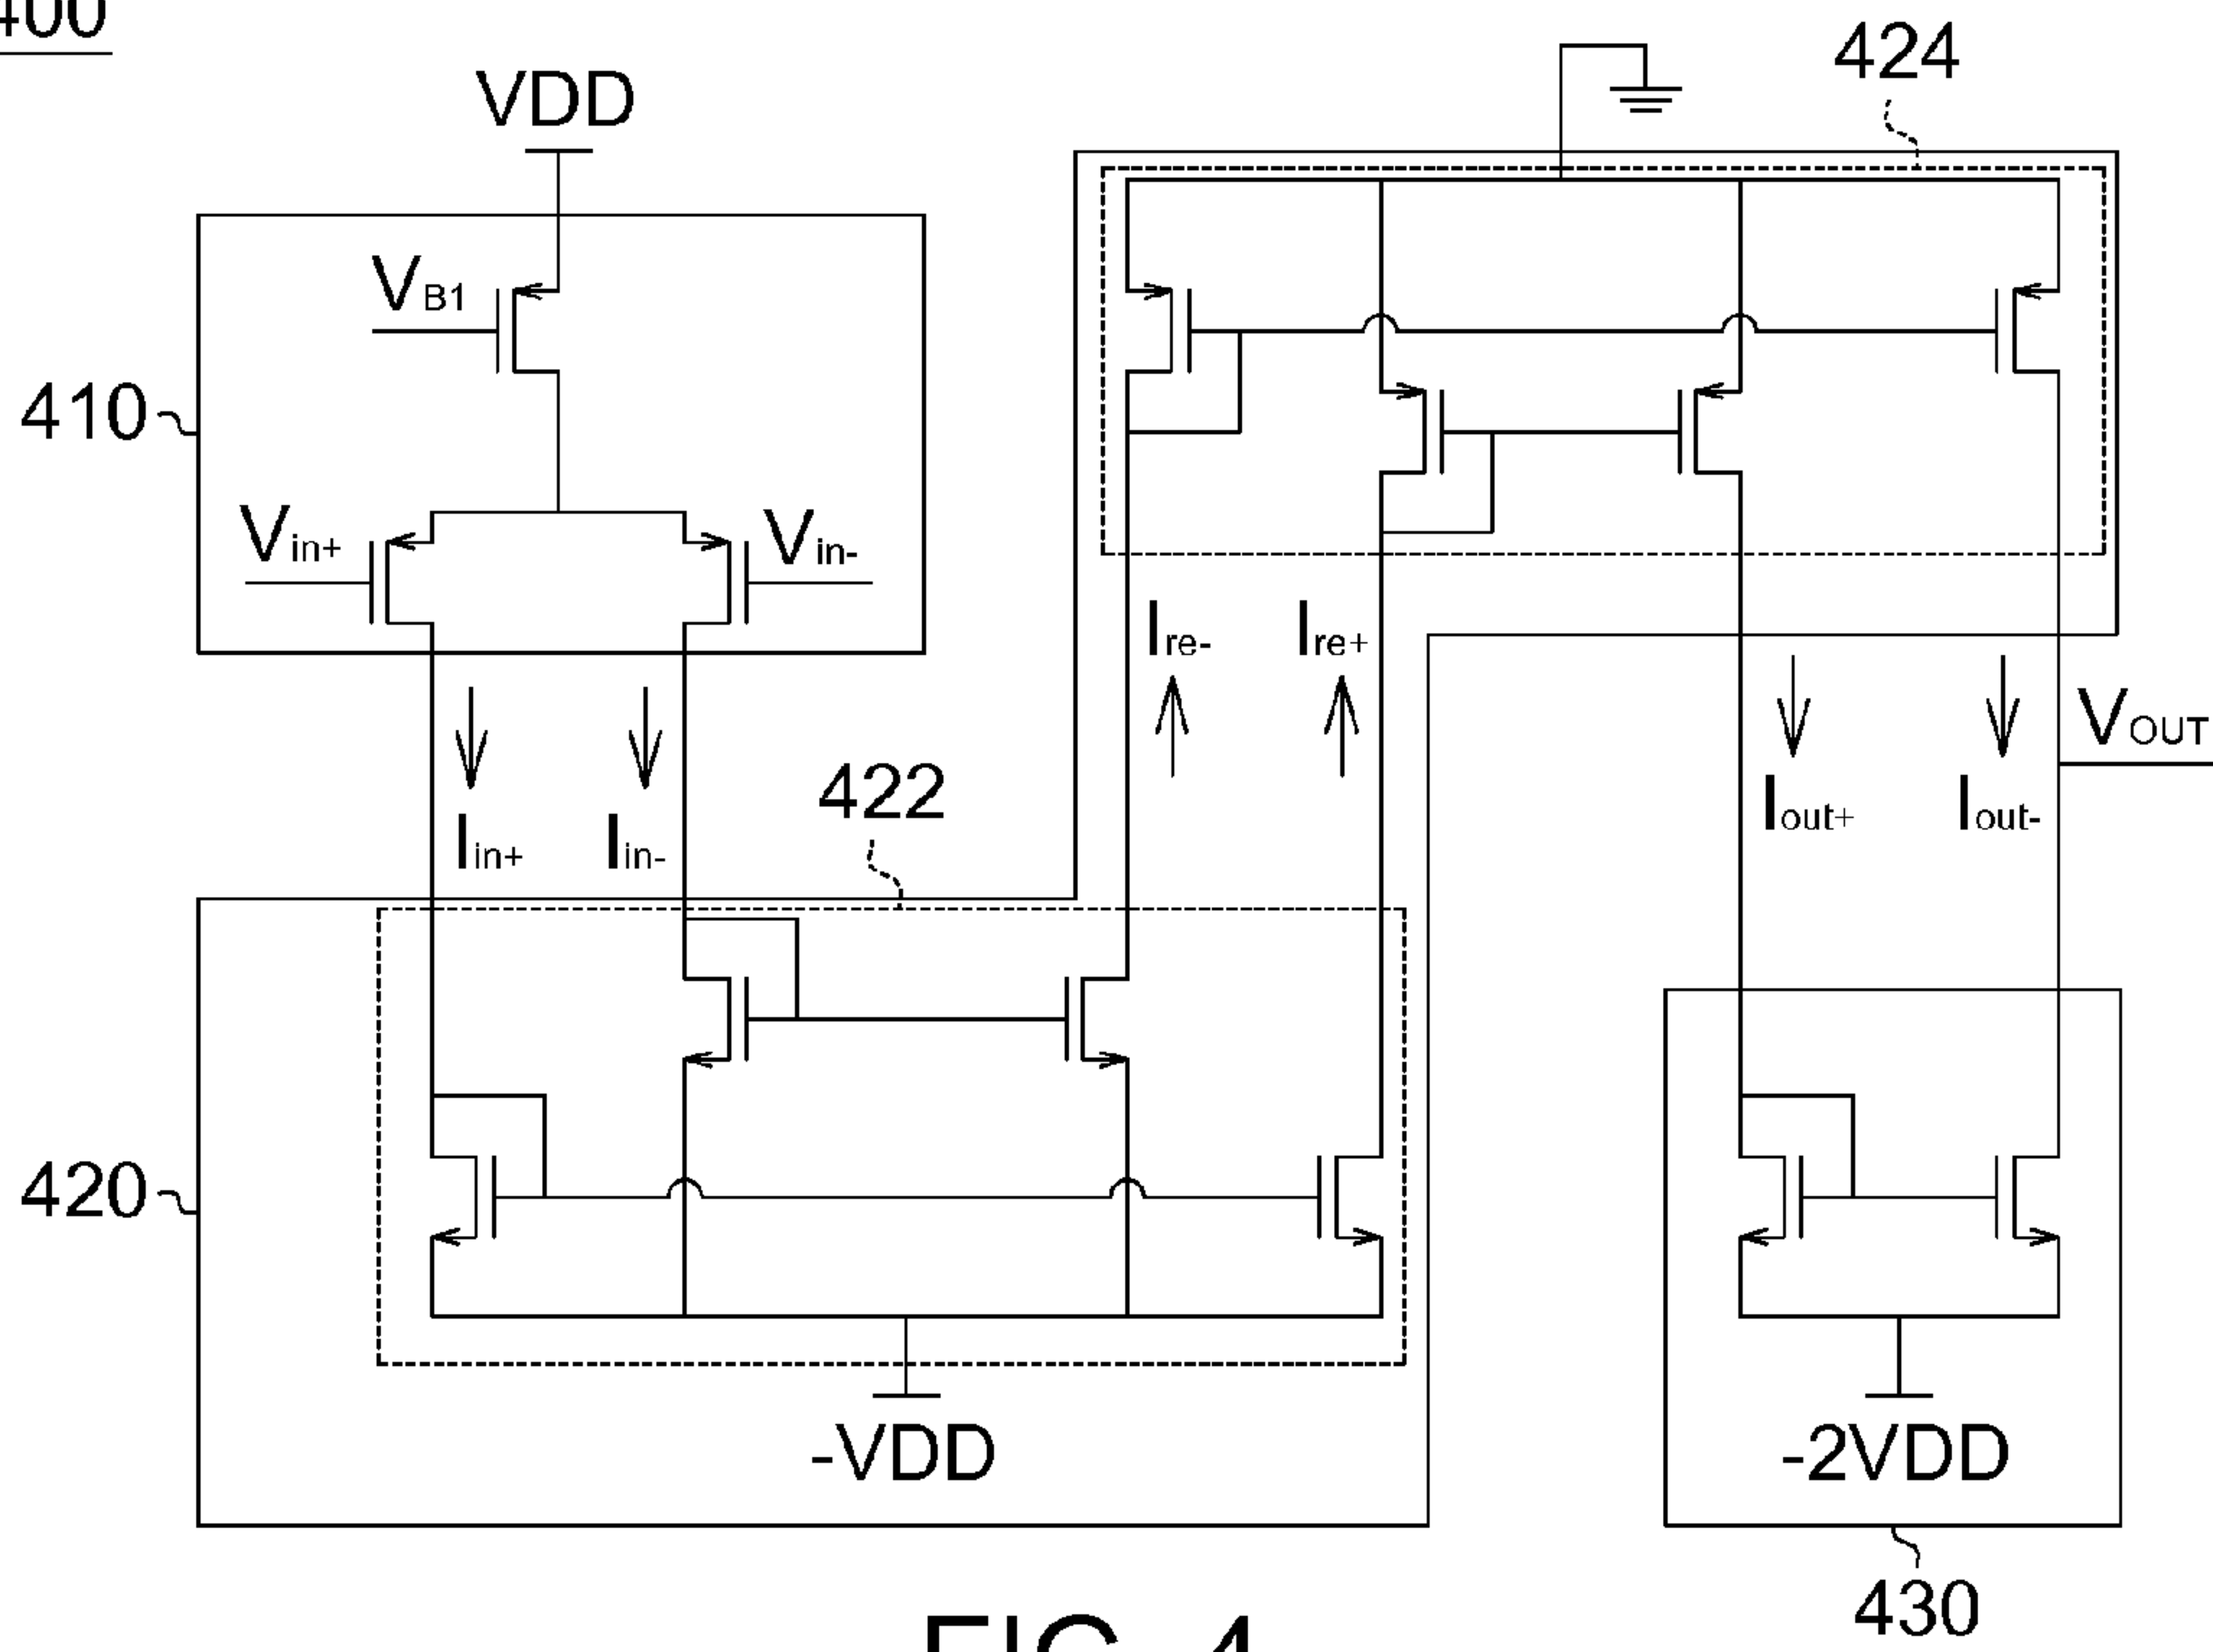 400
424
VDD
VB1
410
Vin+
Vin-
Ire-
Ire+
VOUT
422
Iin+
Iin-
Iout+
Iout-
420
-VDD
-2VDD
430
FIG. 4